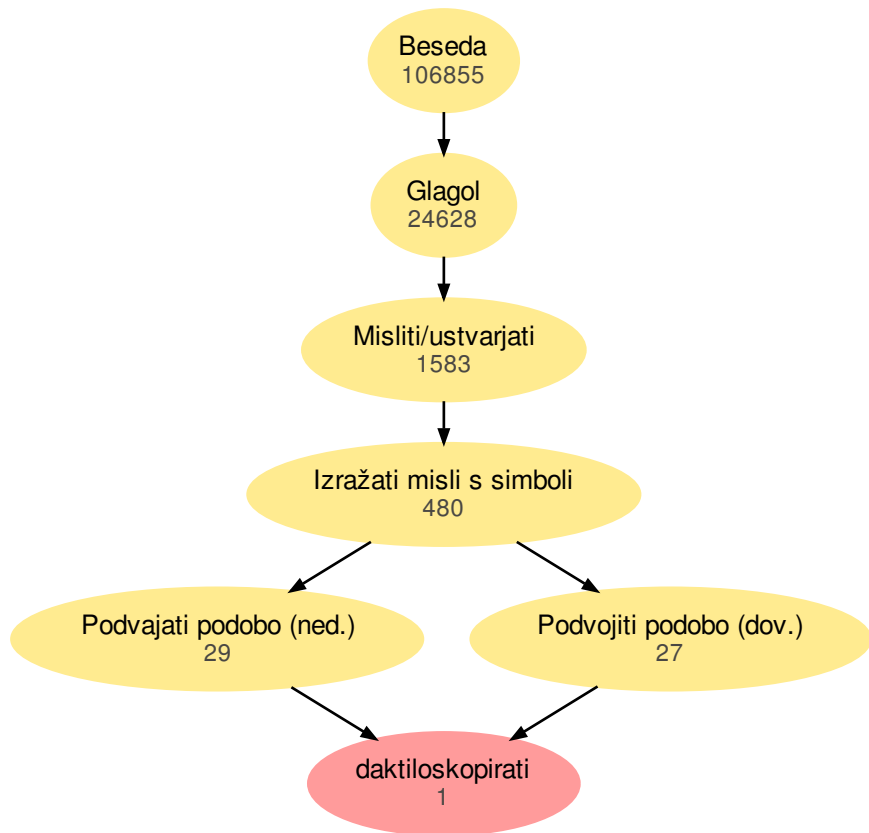 Beseda
106855
Glagol
24628
Misliti/ustvarjati
1583
Izražati misli s simboli
480
Podvajati podobo (ned.)
29
Podvojiti podobo (dov.)
27
daktiloskopirati
1